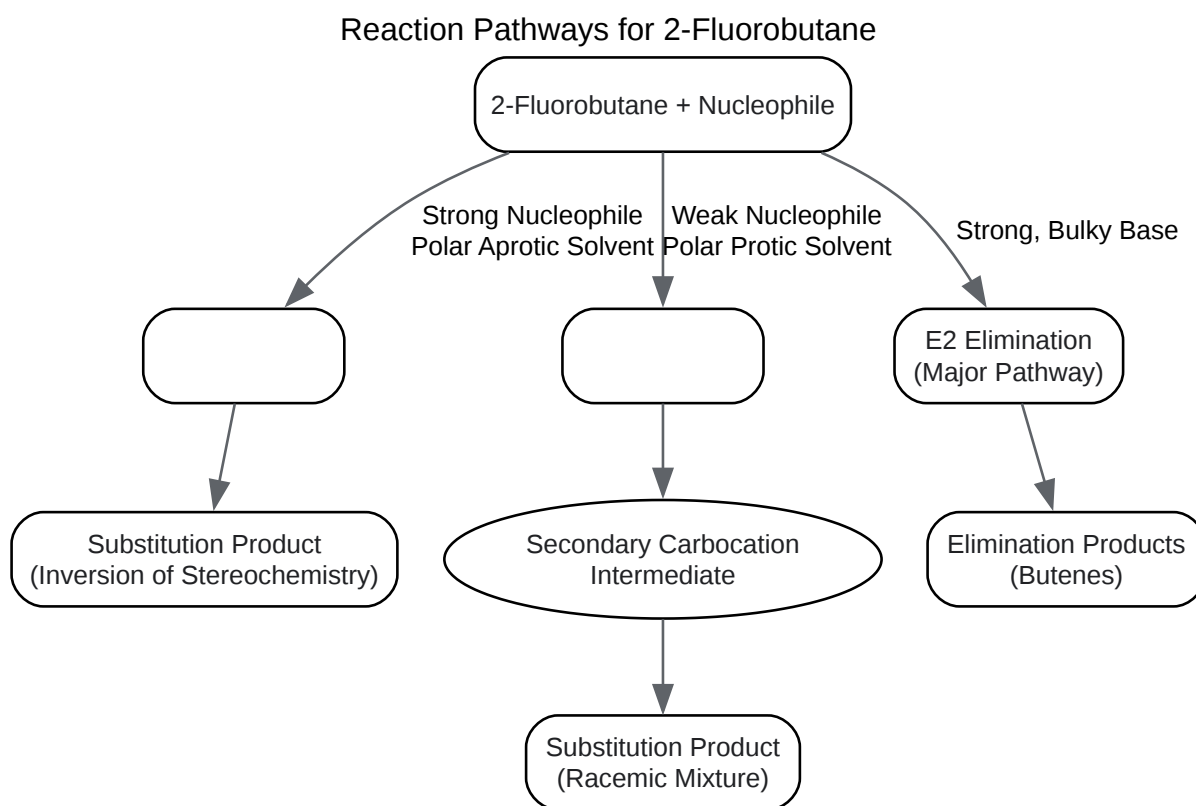 Reaction Pathways for 2-Fluorobutane
2-Fluorobutane + Nucleophile
Strong Nucleophile
Polar Aprotic Solvent
Weak Nucleophile
Polar Protic Solvent
Strong, Bulky Base
E2 Elimination
(Major Pathway)
Substitution Product
(Inversion of Stereochemistry)
Secondary Carbocation
Intermediate
Elimination Products
(Butenes)
Substitution Product
(Racemic Mixture)